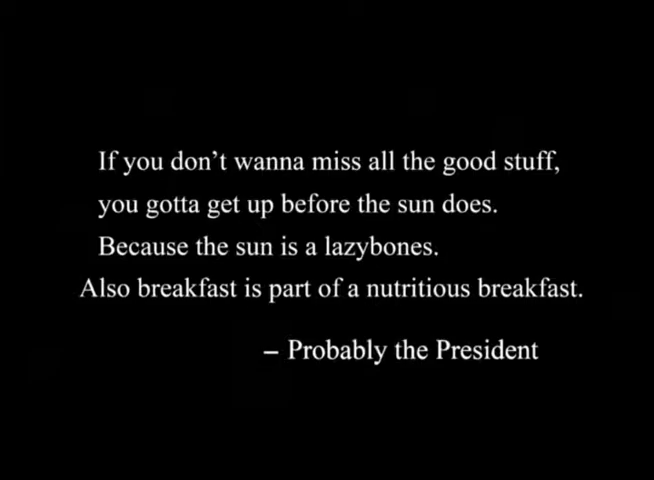 If you don’t wanna miss all the good stuff,
you gotta get up before the sun does.
Because the sun is a lazybones.
Also breakfast is part of a nutritious breakfast.
– Probably the President